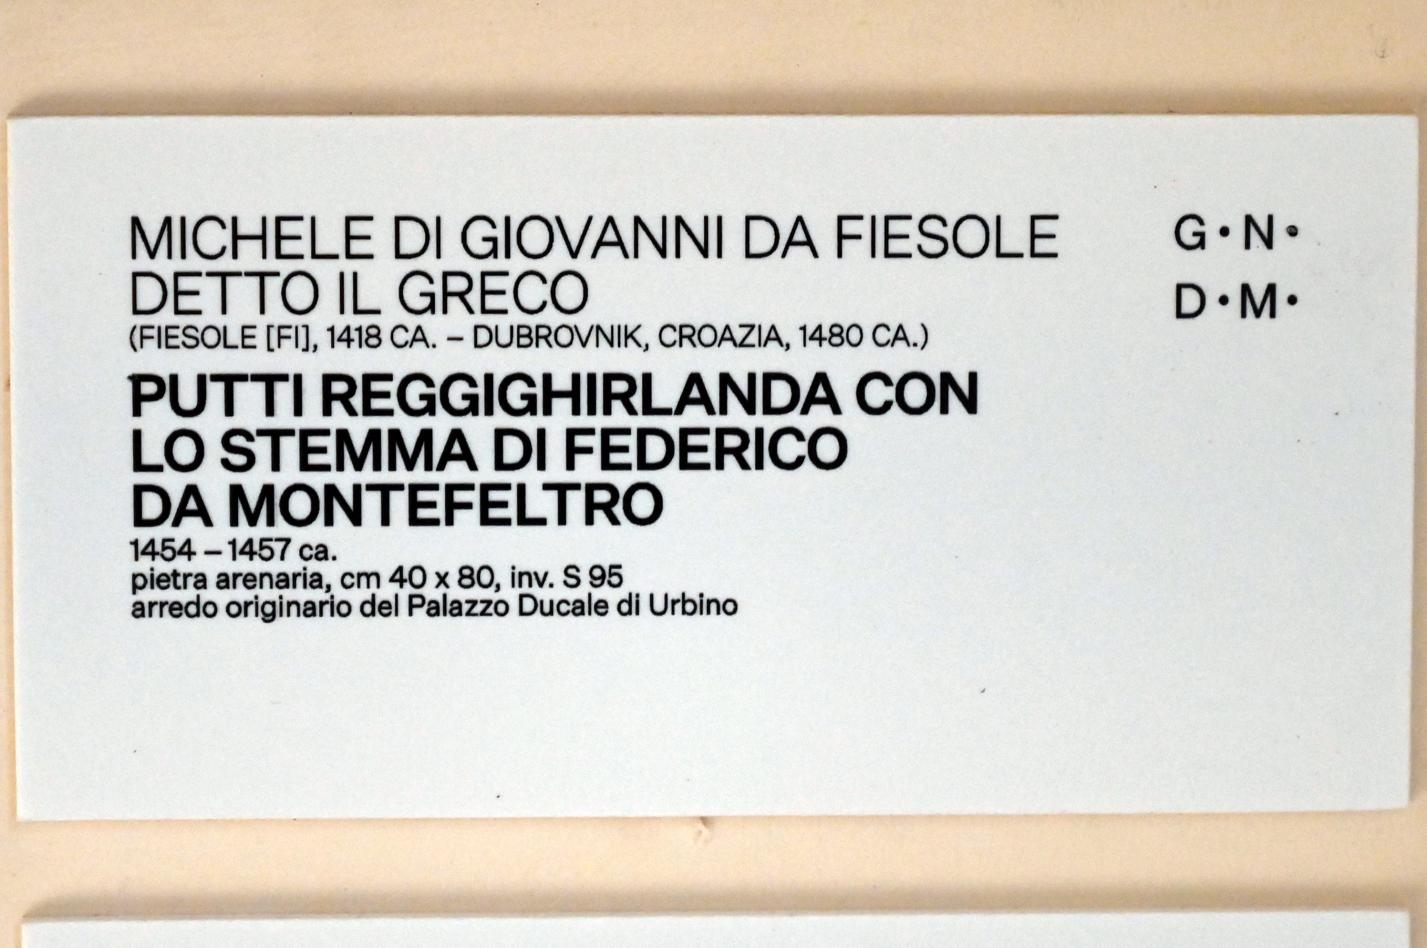 MICHELE DI GIOVANNI DA FIESOLE
DETTO IL GRECO
(FIESOLE [FI], 1418 CA. – DUBROVNIK, CROAZIA, 1480 CA.)
PUTTI REGGIGHIRLANDA CON
LO STEMMA DI FEDERICO
DA MONTEFELTRO
1454 – 1457 ca.
pietra arenaria, cm 40 x 80, inv. S 95
arredo originario del Palazzo Ducale di Urbino
G·N·
D·M·